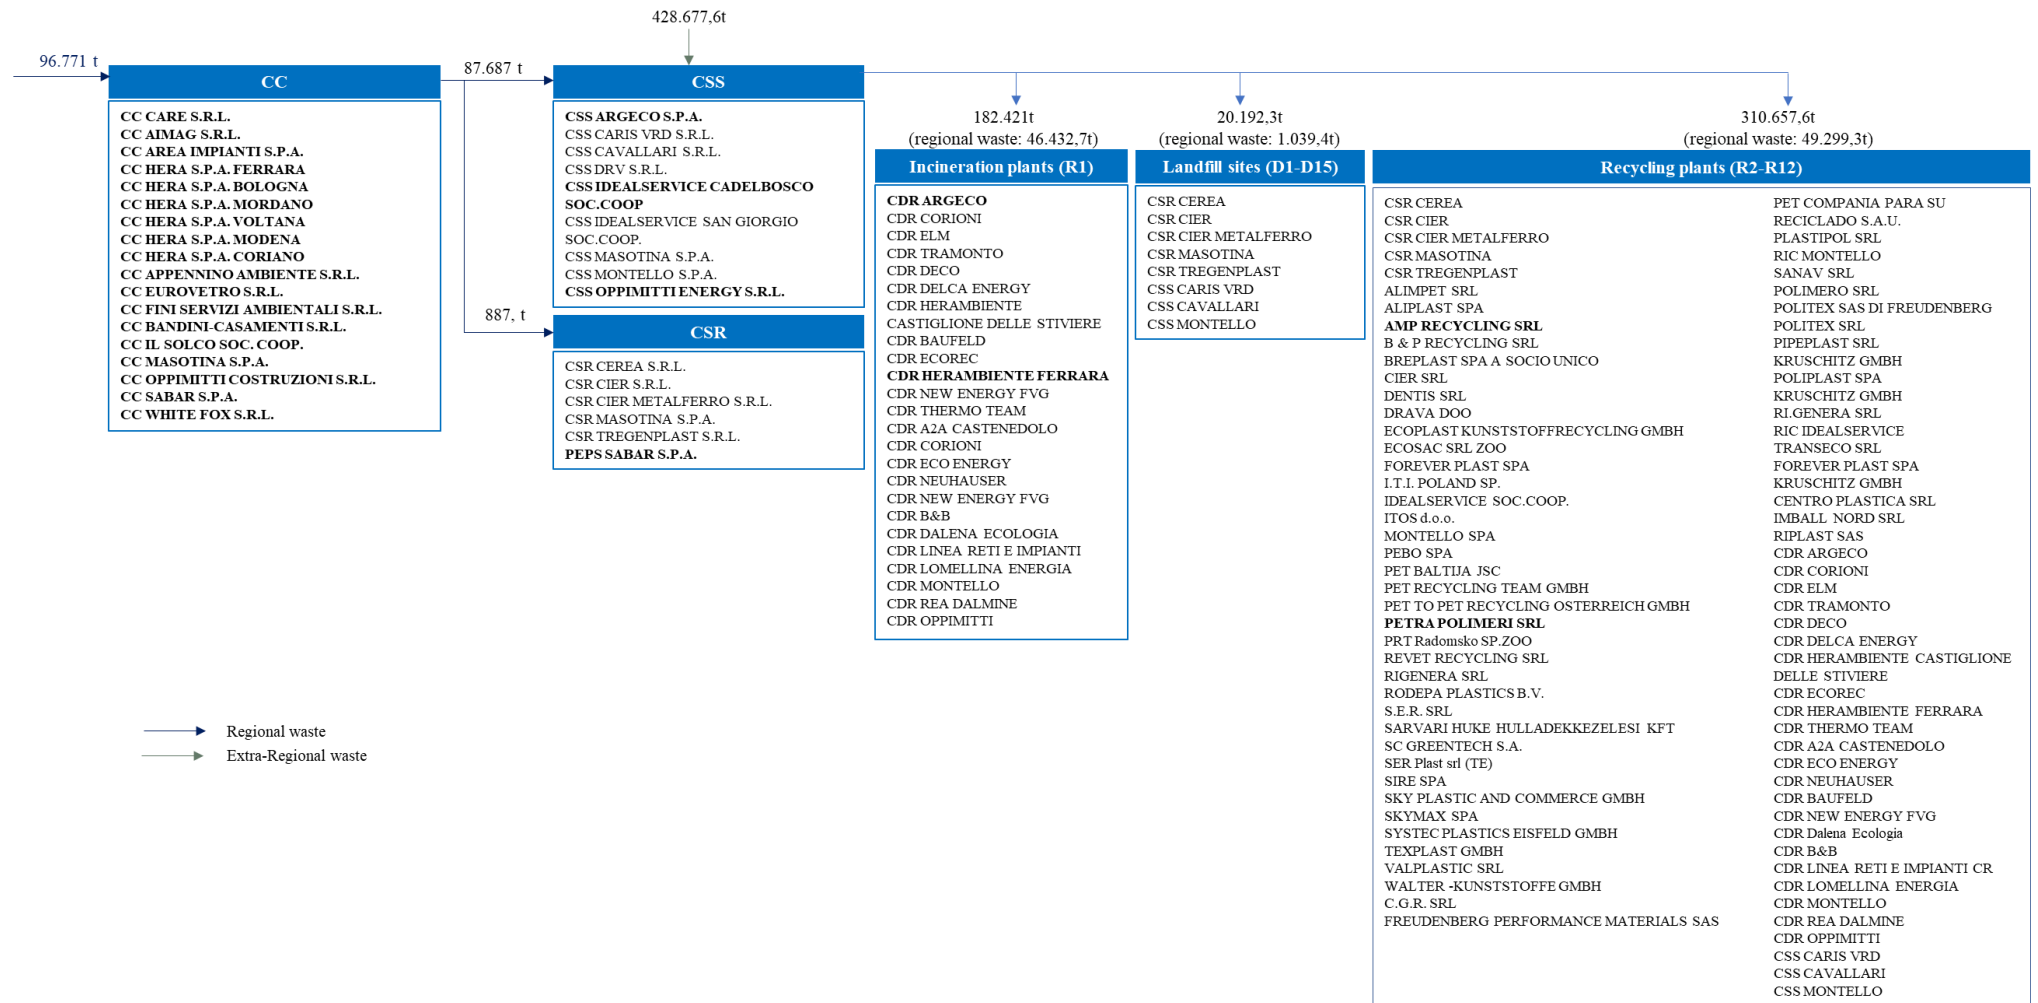 428.677,6t
96.771 t
CC
CC CARE S.R.L.
CC AIMAG S.R.L.
CC AREA IMPIANTI S.P.A.
CC HERA S.P.A. FERRARA
CC HERA S.P.A. BOLOGNA
CC HERA S.P.A. MORDANO
CC HERA S.P.A. VOLTANA
CC HERA S.P.A. MODENA
CC HERA S.P.A. CORIANO
CC APPENNINO AMBIENTE S.R.L.
CC EUROVETRO S.R.L.
CC FINI SERVIZI AMBIENTALI S.R.L.
CC BANDINI-CASAMENTI S.R.L.
CC IL SOLCO SOC. COOP.
CC MASOTINA S.P.A.
CC OPPIMITTI COSTRUZIONI S.R.L.
CC SABAR S.P.A.
CC WHITE FOX S.R.L.
87.687 t
CSS
CSS ARGECO S.P.A.
CSS CARIS VRD S.R.L.
CSS CAVALLARI S.R.L.
CSS DRV S.R.L.
CSS IDEALSERVICE CADELBOSCO
SOC.COOP
CSS IDEALSERVICE SAN GIORGIO
SOC.COOP.
CSS MASOTINA S.P.A.
CSS MONTELLO S.P.A.
CSS OPPIMITTI ENERGY S.R.L.
887, t
CSR
CSR CEREA S.R.L.
CSR CIER S.R.L.
CSR CIER METALFERRO S.R.L.
CSR MASOTINA S.P.A.
CSR TREGENPLAST S.R.L.
PEPS SABAR S.P.A.
182.421t
(regional waste: 46.432,7t)
Incineration plants (R1)
CDR ARGECO
CDR CORIONI
CDR ELM
CDR TRAMONTO
CDR DECO
CDR DELCA ENERGY
CDR HERAMBIENTE
CASTIGLIONE DELLE STIVIERE
CDR BAUFELD
CDR ECOREC
CDR HERAMBIENTE FERRARA
CDR NEW ENERGY FVG
CDR THERMO TEAM
CDR A2A CASTENEDOLO
CDR CORIONI
CDR ECO ENERGY
CDR NEUHAUSER
CDR NEW ENERGY FVG
CDR B&B
CDR DALENA ECOLOGIA
CDR LINEA RETI E IMPIANTI
CDR LOMELLINA ENERGIA
CDR MONTELLO
CDR REA DALMINE
CDR OPPIMITTI
20.192,3t
(regional waste: 1.039,4t)
Landfill sites (D1-D15)
CSR CEREA
CSR CIER
CSR CIER METALFERRO
CSR MASOTINA
CSR TREGENPLAST
CSS CARIS VRD
CSS CAVALLARI
CSS MONTELLO
310.657,6t
(regional waste: 49.299,3t)
Recycling plants (R2-R12)
CSR CEREA
CSR CIER
CSR CIER METALFERRO
CSR MASOTINA
CSR TREGENPLAST
ALIMPET SRL
ALIPLAST SPA
AMP RECYCLING SRL
B & P RECYCLING SRL
BREPLAST SPA A SOCIO UNICO
CIER SRL
DENTIS SRL
DRAVA DOO
ECOPLAST KUNSTSTOFFRECYCLING GMBH
ECOSAC SRL ZOO
FOREVER PLAST SPA
I.T.I. POLAND SP.
IDEALSERVICE SOC.COOP.
ITOS d.o.o.
MONTELLO SPA
PEBO SPA
PET BALTIJA JSC
PET RECYCLING TEAM GMBH
PET TO PET RECYCLING OSTERREICH GMBH
PETRA POLIMERI SRL
PRT Radomsko SP.ZOO
REVET RECYCLING SRL
RIGENERA SRL
RODEPA PLASTICS B.V.
S.E.R. SRL
SARVARI HUKE HULLADEKKEZELESI KFT
SC GREENTECH S.A.
SER Plast srl (TE)
SIRE SPA
SKY PLASTIC AND COMMERCE GMBH
SKYMAX SPA
SYSTEC PLASTICS EISFELD GMBH
TEXPLAST GMBH
VALPLASTIC SRL
WALTER -KUNSTSTOFFE GMBH
C.G.R. SRL
FREUDENBERG PERFORMANCE MATERIALS SAS
PET COMPANIA PARA SU
RECICLADO S.A.U.
PLASTIPOL SRL
RIC MONTELLO
SANAV SRL
POLIMERO SRL
POLITEX SAS DI FREUDENBERG
POLITEX SRL
PIPEPLAST SRL
KRUSCHITZ GMBH
POLIPLAST SPA
KRUSCHITZ GMBH
RI.GENERA SRL
RIC IDEALSERVICE
TRANSECO SRL
FOREVER PLAST SPA
KRUSCHITZ GMBH
CENTRO PLASTICA SRL
IMBALL NORD SRL
RIPLAST SAS
CDR ARGECO
CDR CORIONI
CDR ELM
CDR TRAMONTO
CDR DECO
CDR DELCA ENERGY
CDR HERAMBIENTE CASTIGLIONE
DELLE STIVIERE
CDR ECOREC
CDR HERAMBIENTE FERRARA
CDR THERMO TEAM
CDR A2A CASTENEDOLO
CDR ECO ENERGY
CDR NEUHAUSER
CDR BAUFELD
CDR NEW ENERGY FVG
CDR Dalena Ecologia
CDR B&B
CDR LINEA RETI E IMPIANTI CR
CDR LOMELLINA ENERGIA
CDR MONTELLO
CDR REA DALMINE
CDR OPPIMITTI
CSS CARIS VRD
CSS CAVALLARI
CSS MONTELLO
Regional waste
Extra-Regional waste